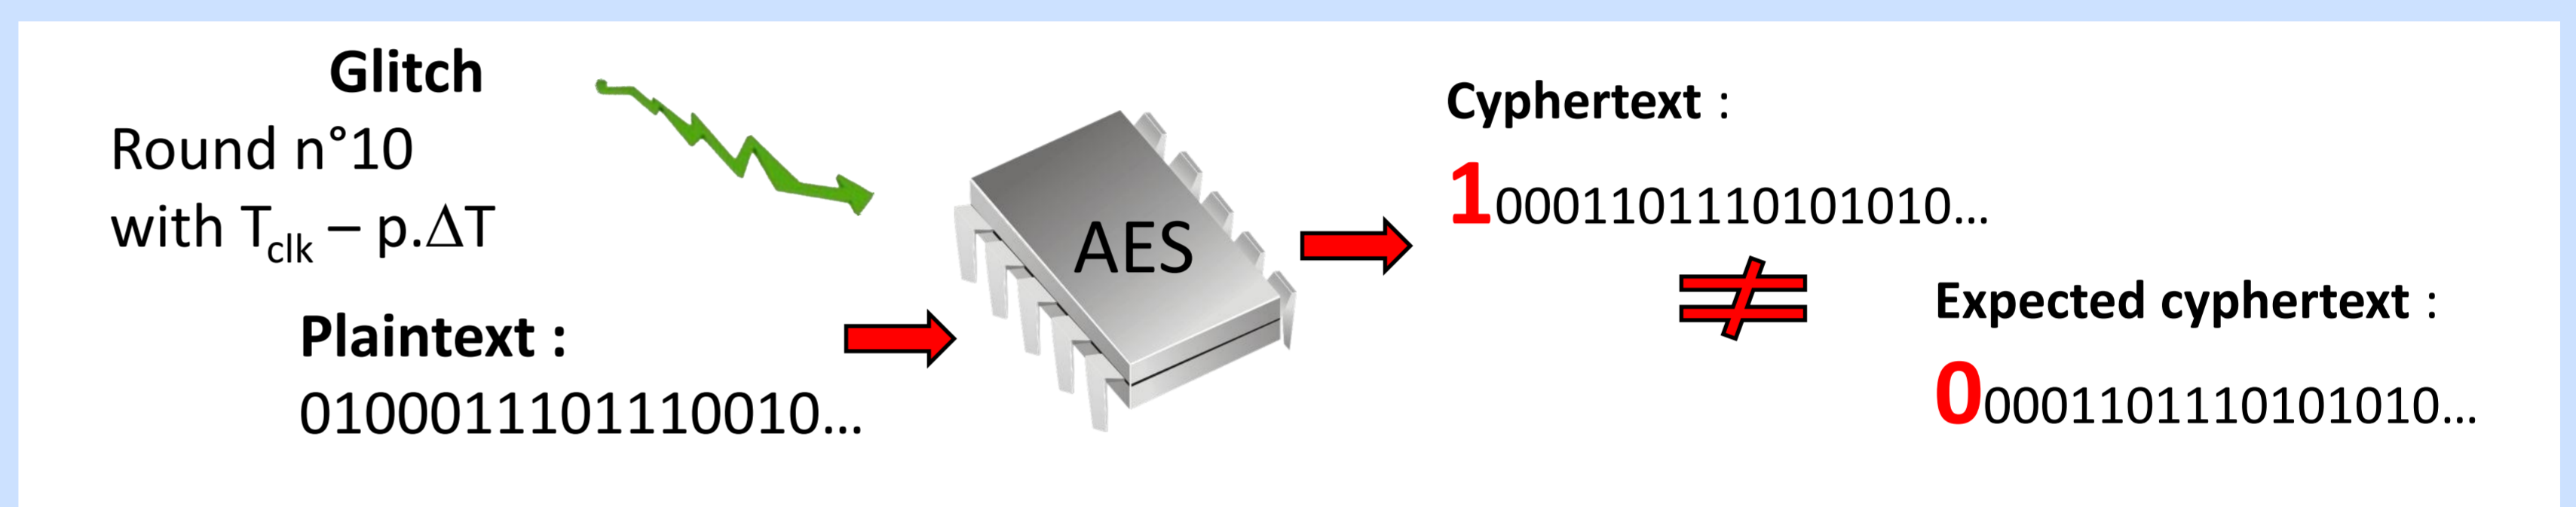 Glitch
Round n°10
with Tclk – p.ΔT
Plaintext :
0100011101110010...
AES
Cyphertext :
10001101110101010...
Expected cyphertext :
00001101110101010...